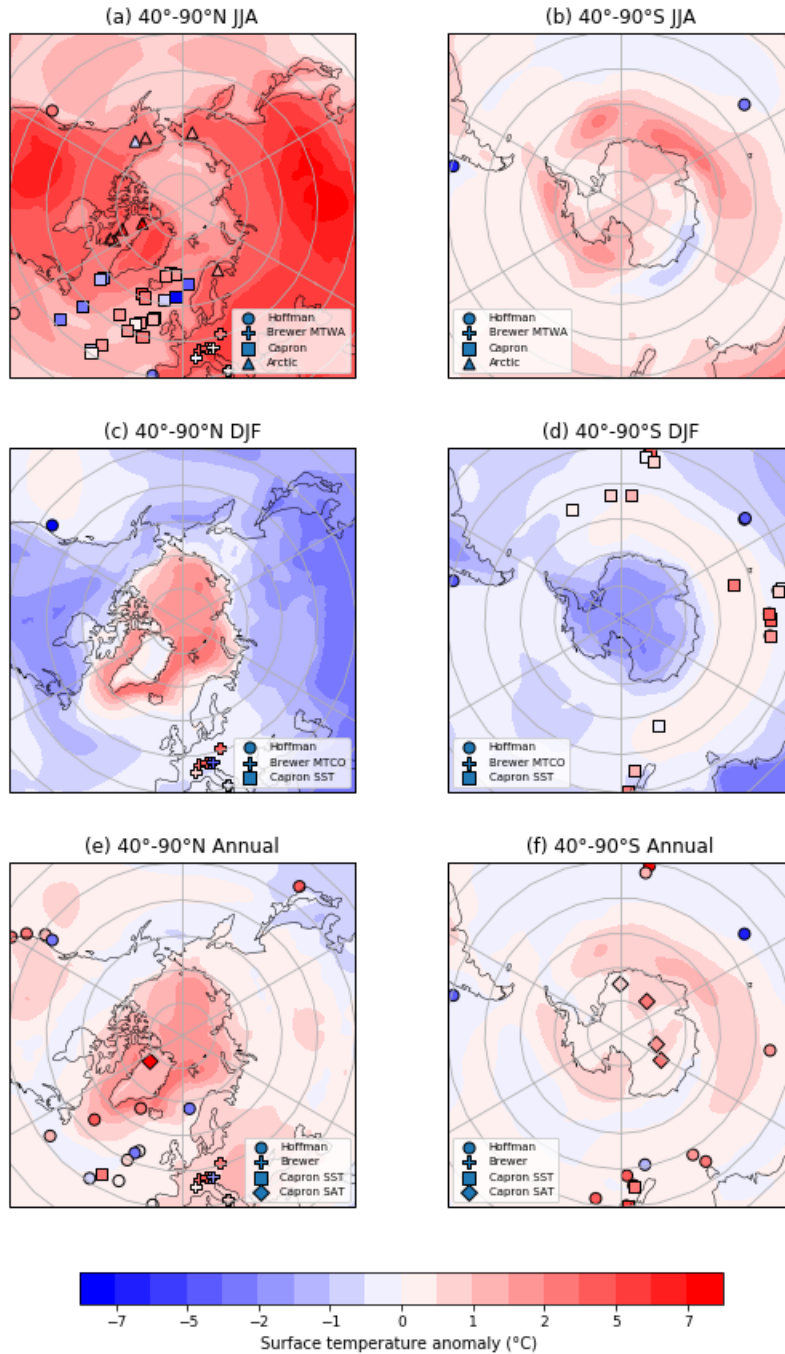 (a) 40°-90°N JJA
(b) 40°-90°S JJA
Hoffman
Brewer MTWA
Capron
Arctic
Hoffman
Brewer MTWA
Capron
Arctic
(c) 40°-90°N DJF
(d) 40°-90°S DJF
Hoffman
Brewer MTCO
Capron SST
Hoffman
Brewer MTCO
Capron SST
(e) 40°-90°N Annual
(f) 40°-90°S Annual
Hoffman
Brewer
Capron SST
Capron SAT
Hoffman
Brewer
Capron SST
Capron SAT
−7 −5 −2 −1 0 1 2 5 7
Surface temperature anomaly (°C)